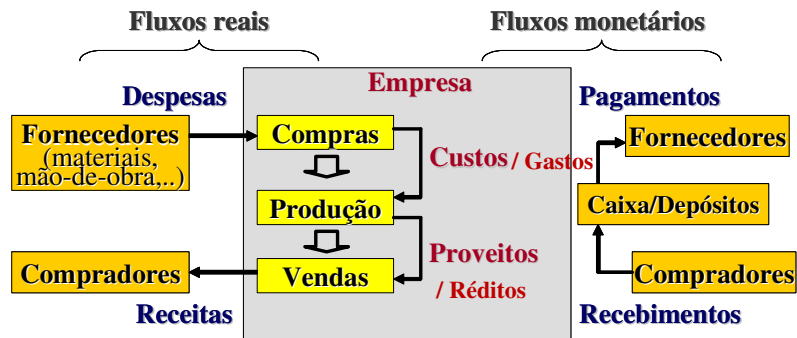 Fluxos reais
Fluxos monetários
Empresa
Despesas
Pagamentos
Fornecedores
(materiais,
mão-de-obra,..)
Compras
Fornecedores
Custos / Gastos
Produção
Caixa/Depósitos
Proveitos
/ Réditos
Compradores
Vendas
Compradores
Receitas
Recebimentos